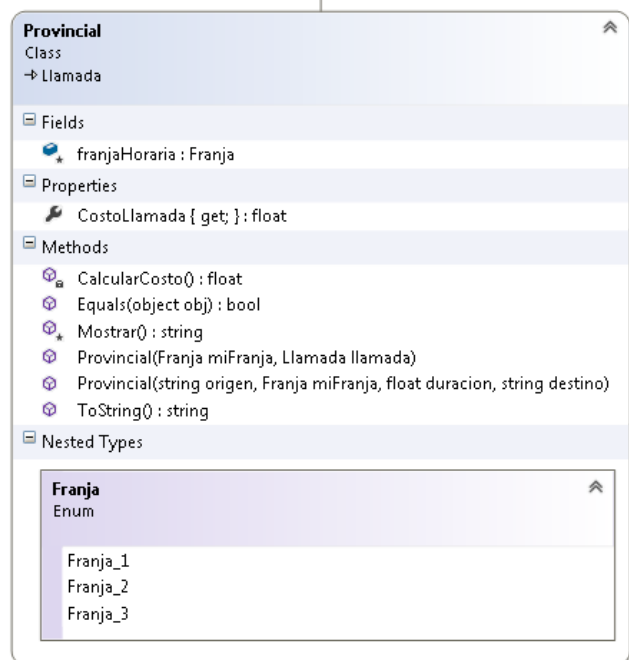 Provincial
Class
Llamada
Fields
franjaHoraria : Franja
Properties
CostoLlamada { get; } : float
Methods
CalcularCosto() : float
Equals(object obj) : bool
Mostrar() : string
Provincial(Franja miFranja, Llamada llamada)
Provincial(string origen, Franja miFranja, float duracion, string destino)
ToString() : string
Nested Types
Franja
Enum
Franja_1
Franja_2
Franja_3